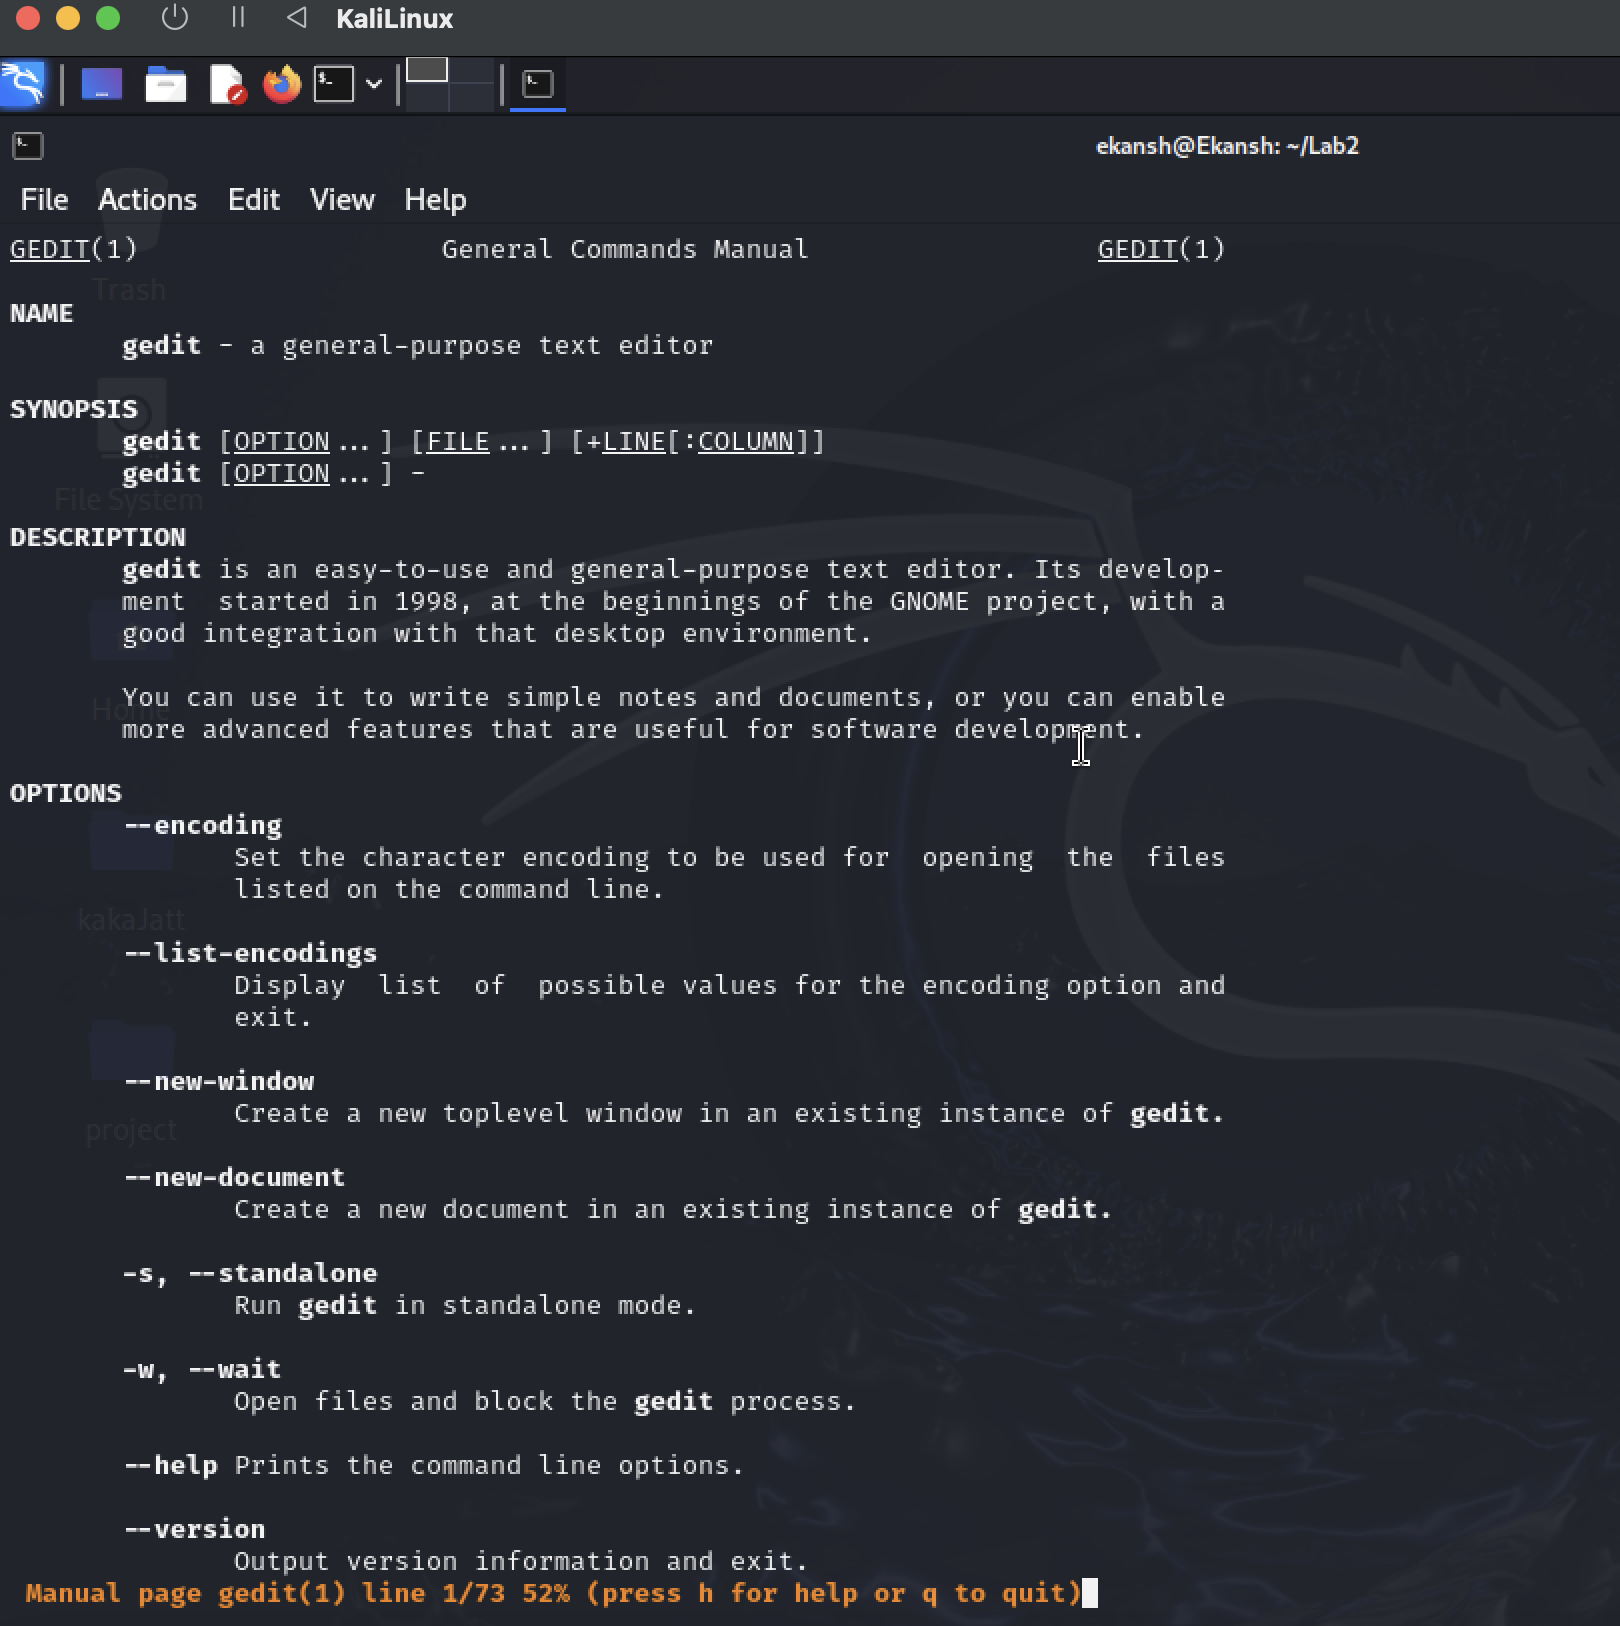 KaliLinux
ekansh@Ekansh: ~/Lab2
File Actions Edit View Help
GEDIT(1) General Commands Manual GEDIT(1)
Trash
NAME
gedit - a general-purpose text editor
SYNOPSIS
gedit [OPTION...] [FILE...] [+LINE[:COLUMN]]
gedit [OPTION...] -
File System
DESCRIPTION
gedit is an easy-to-use and general-purpose text editor. Its develop-
ment started in 1998, at the beginnings of the GNOME project, with a
good integration with that desktop environment.
You can use it to write simple notes and documents, or you can enable
Home
more advanced features that are useful for software development.
OPTIONS
--encoding
Set the character encoding to be used for opening the files
listed on the command line.
kakaJatt
--list-encodings
Display list of possible values for the encoding option and
exit.
--new-window
Create a new toplevel window in an existing instance of gedit.
project
--new-document
Create a new document in an existing instance of gedit.
-s, --standalone
Run gedit in standalone mode.
-w, --wait
Open files and block the gedit process.
--help Prints the command line options.
--version
Output version information and exit.
Manual page gedit(1) line 1/73 52% (press h for help or q to quit)